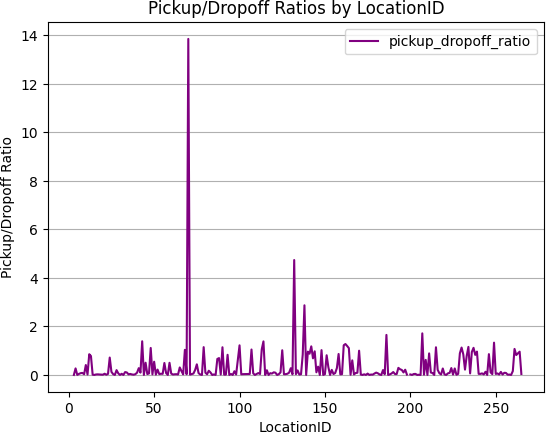 Pickup/Dropoff Ratios by LocationID
pickup_dropoff_ratio
Pickup/Dropoff Ratio
14
12
10
8
6
4
2
0
0 50 100 150 200 250
LocationID